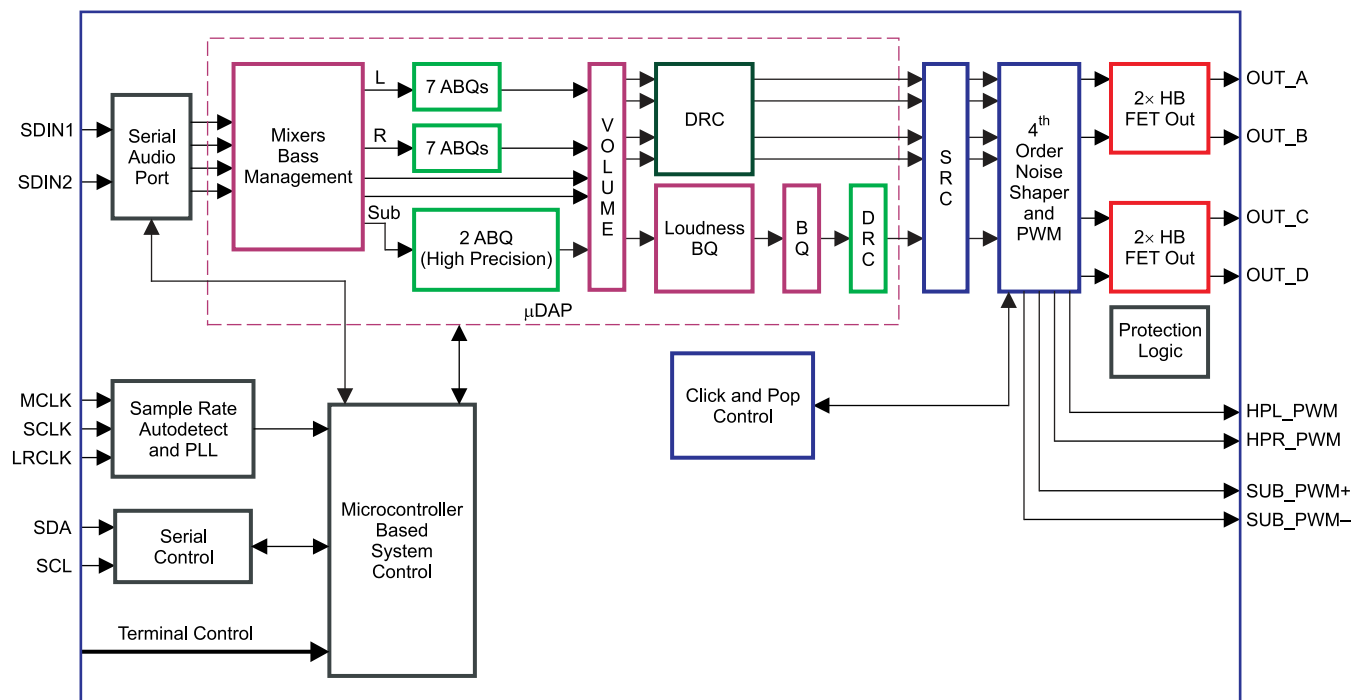 SDIN1
SDIN2
Serial
Audio
Port
Mixers
Bass
Management
L
R
Sub
7 ABQs
7 ABQs
2 ABQ
(High Precision)
V
O
L
U
M
E
DRC
Loudness
BQ
B
Q
D
R
C
μDAP
S
R
C
4th
Order
Noise
Shaper
and
PWM
2× HB
FET Out
2× HB
FET Out
OUT_A
OUT_B
OUT_C
OUT_D
Protection
Logic
Click and Pop
Control
MCLK
SCLK
LRCLK
Sample Rate
Autodetect
and PLL
SDA
SCL
Serial
Control
Microcontroller
Based
System
Control
Terminal Control
HPL_PWM
HPR_PWM
SUB_PWM+
SUB_PWM–